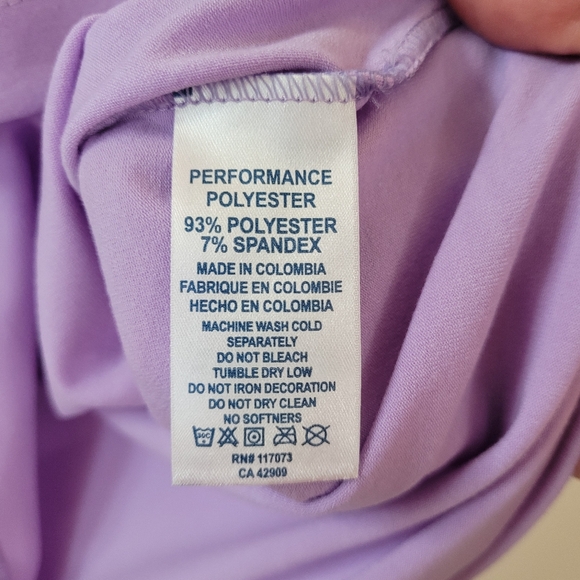 PERFORMANCE
POLYESTER
93% POLYESTER
7% SPANDEX
MADE IN COLOMBIA
FABRIQUE EN COLOMBIE
HECHO EN COLOMBIA
MACHINE WASH COLD
SEPARATELY
DO NOT BLEACH
TUMBLE DRY LOW
DO NOT IRON DECORATION
DO NOT DRY CLEAN
NO SOFTNERS
30C
RN# 117073
CA 42909